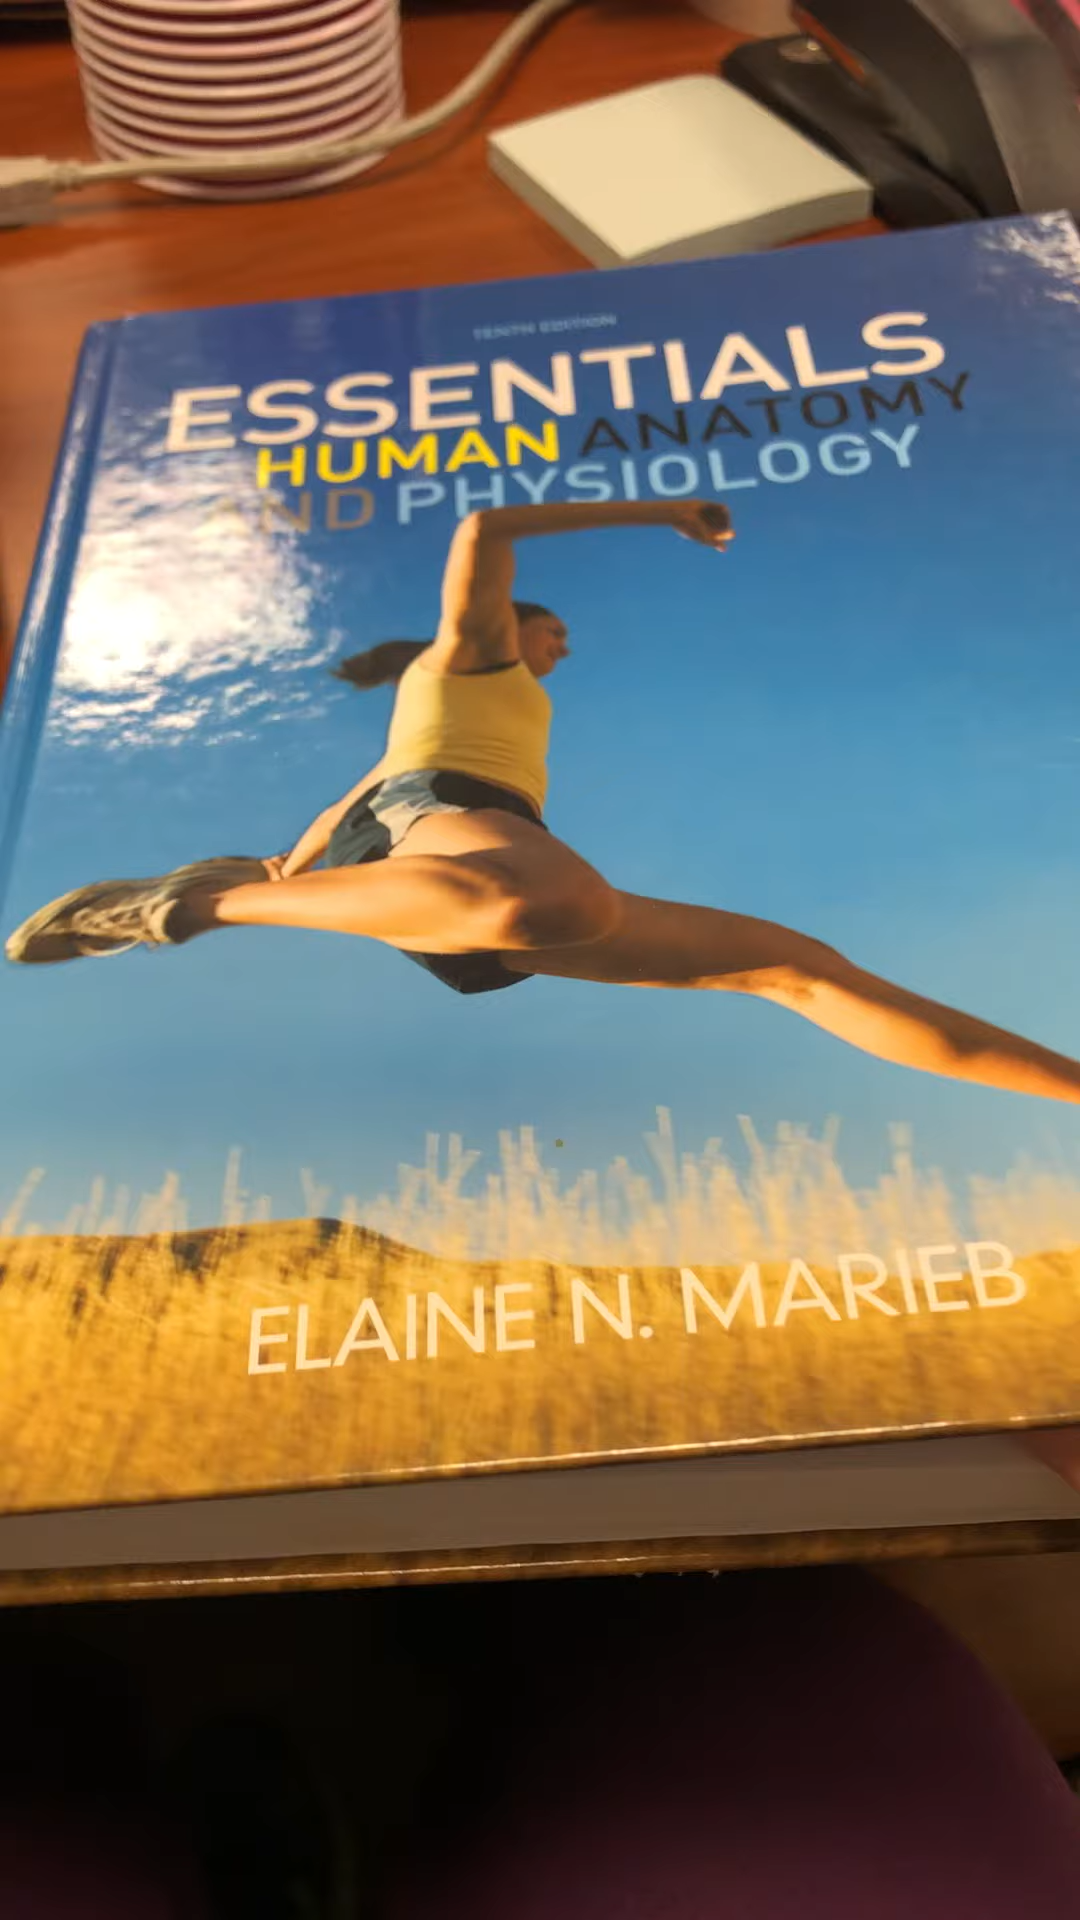 TENTH EDITION
ESSENTIALS
HUMAN ANATOMY
AND PHYSIOLOGY
ELAINE N. MARIEB